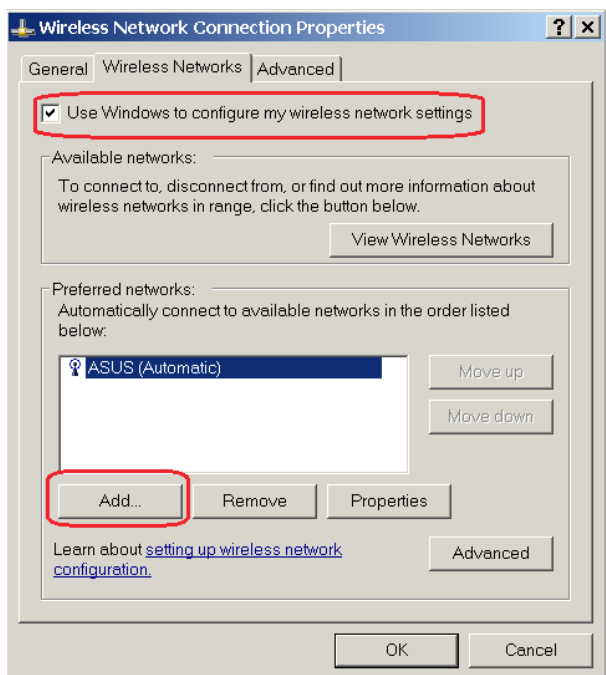 Wireless Network Connection Properties
General Wireless Networks Advanced
Use Windows to configure my wireless network settings
Available networks:
To connect to, disconnect from, or find out more information about
wireless networks in range, click the button below.
View Wireless Networks
Preferred networks:
Automatically connect to available networks in the order listed
below:
ASUS (Automatic)
Move up
Move down
Add... Remove Properties
Learn about setting up wireless network
configuration.
Advanced
OK Cancel